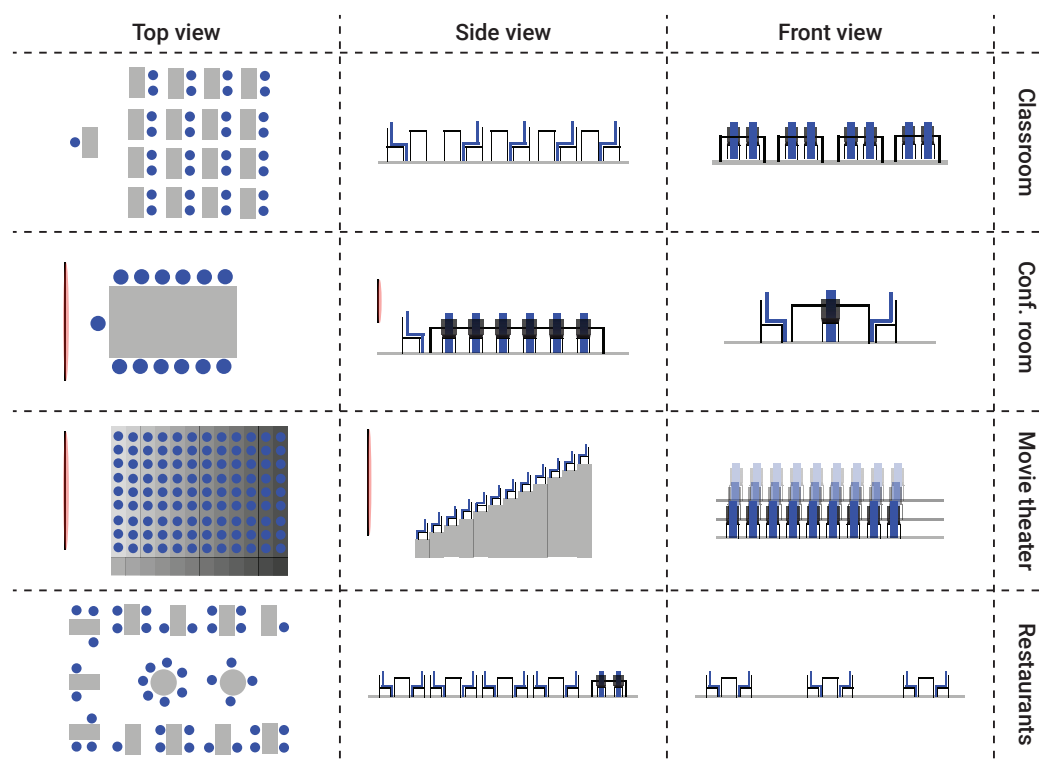 Top view
Side view
Front view
Classroom
Conf. room
Movie theater
Restaurants